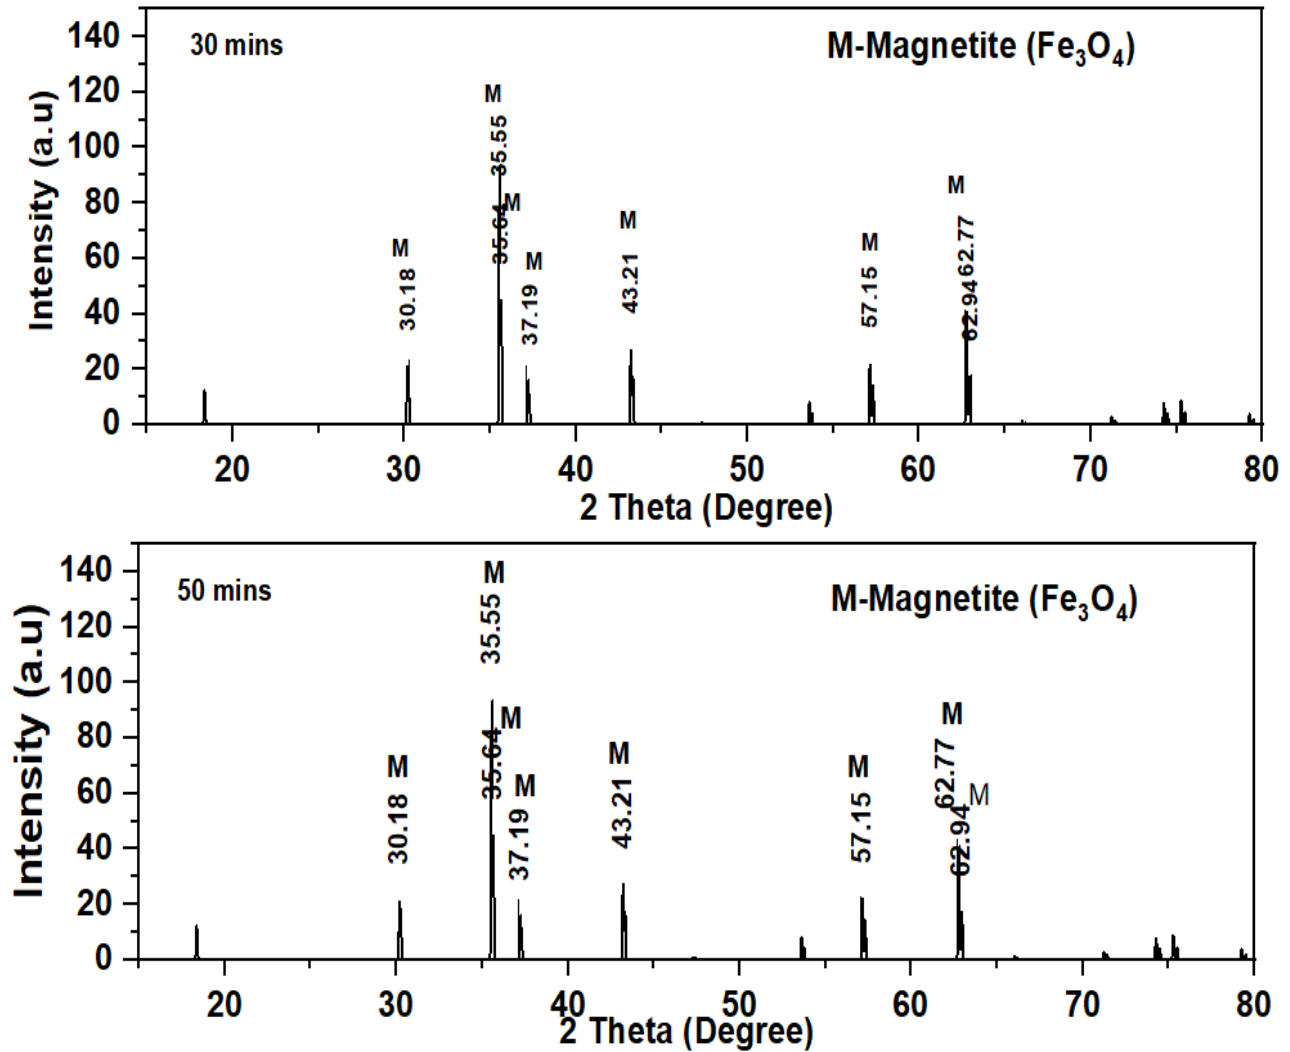 30 mins
M-Magnetite (Fe₃O₄)
Intensity (a.u)
140
120
100
80
60
40
20
0
M
30.18
M
35.55
M
35.64
M
37.19
M
43.21
M
57.15
M
62.77
62.94
20 30 40 50 60 70 80
2 Theta (Degree)
50 mins
M-Magnetite (Fe₃O₄)
Intensity (a.u)
140
120
100
80
60
40
20
0
M
30.18
M
35.55
M
35.64
M
37.19
M
43.21
M
57.15
M
62.77
M
62.94
20 30 40 50 60 70 80
2 Theta (Degree)